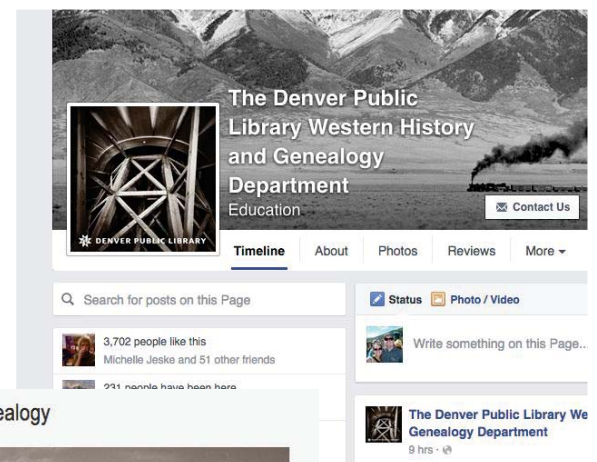 The Denver Public
Library Western History
and Genealogy
Department
Education
Contact Us
DENVER PUBLIC LIBRARY
Timeline About Photos Reviews More
Search for posts on this Page
3,702 people like this
Michelle Jeske and 51 other friends
231 people have been here
Status Photo / Video
Write something on this Page...
The Denver Public Library We
Genealogy Department
9 hrs ·
ealogy